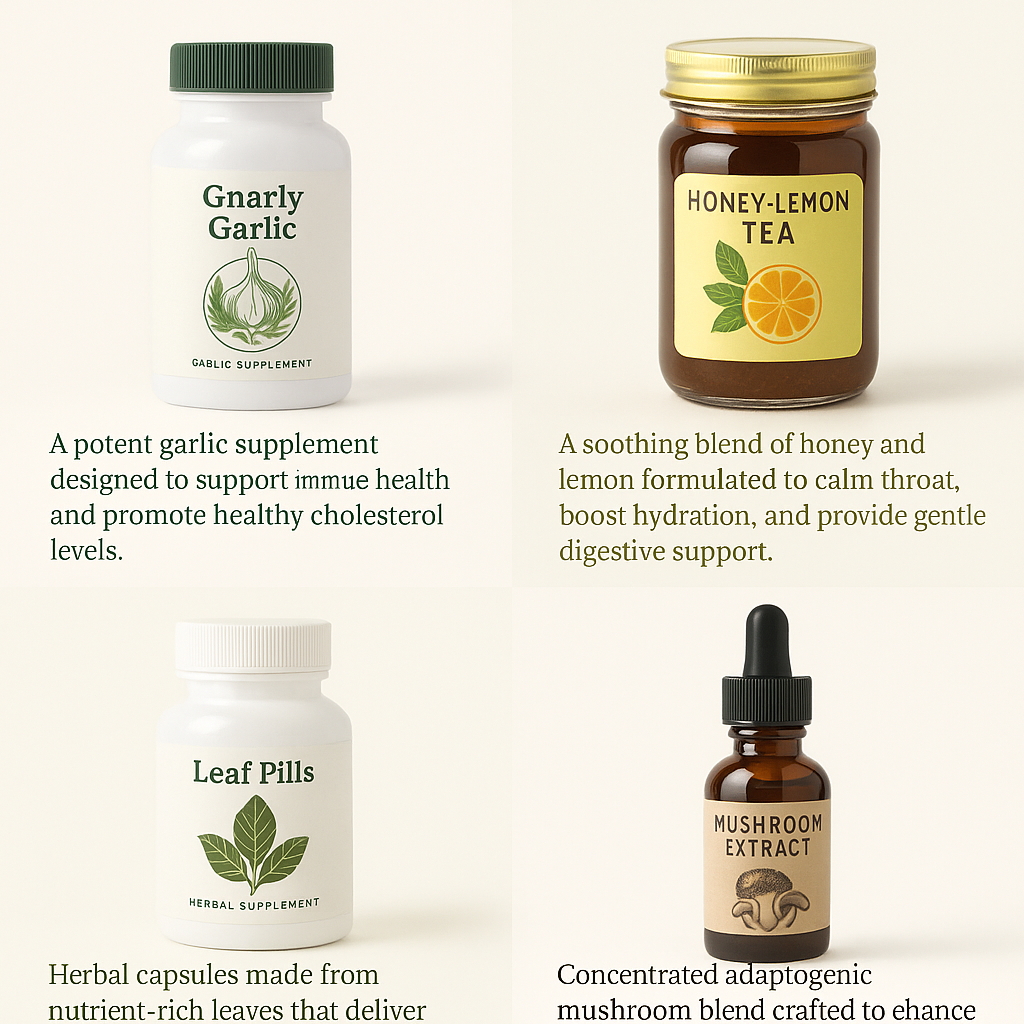 Gnarly
Garlic
GABLIC SUPPLEMENT
A potent garlic supplement
designed to support immue health
and promote healthy cholesterol
levels.
HONEY-LEMON
TEA
A soothing blend of honey and
lemon formulated to calm throat,
boost hydration, and provide gentle
digestive support.
Leaf Pills
HERBAL SUPPLEMENT
Herbal capsules made from
nutrient-rich leaves that deliver
MUSHROOM
EXTRACT
Concentrated adaptogenic
mushroom blend crafted to ehance